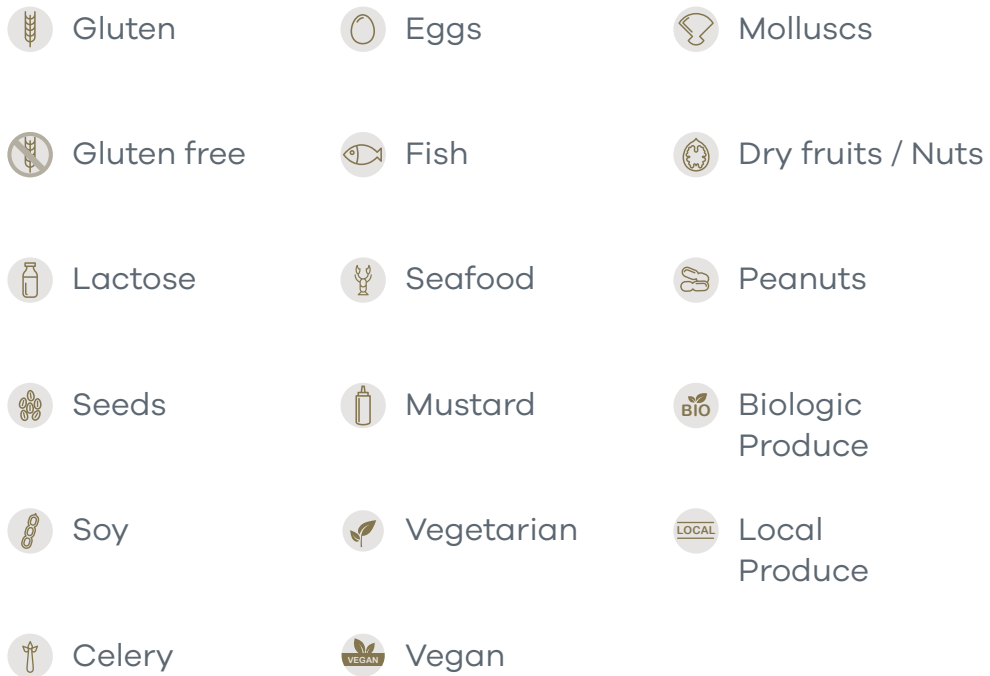 Gluten
Gluten free
Lactose
Seeds
Soy
Celery
Eggs
Fish
Seafood
Mustard
Vegetarian
VEGAN
Vegan
Molluscs
Dry fruits / Nuts
Peanuts
BIO
Biologic
Produce
LOCAL
Local
Produce